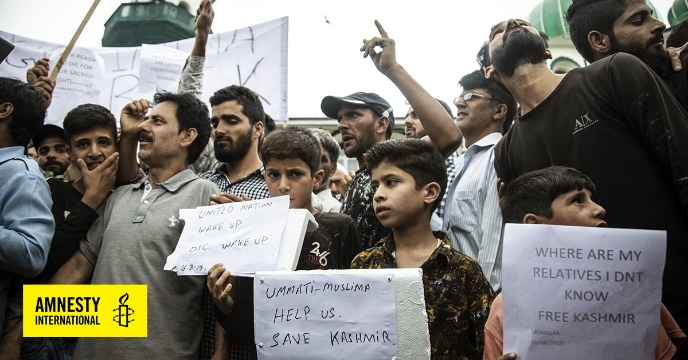 UNITED NATION
WAKE UP
OIC WAKE UP
UMMATI-MUSLIMA
HELP US.
SAVE KASHMIR.
WHERE ARE MY
RELATIVES I DNT
KNOW
FREE KASHMIR
AMNESTY
INTERNATIONAL